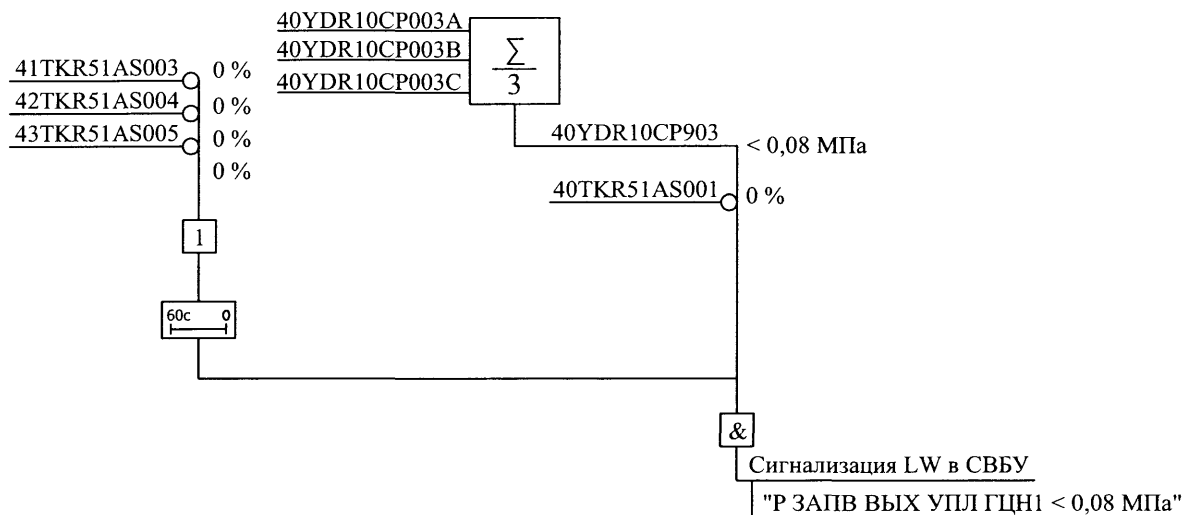 40YDR10CP003A
40YDR10CP003B
40YDR10CP003C
Σ
3
41TKR51AS003 0 %
42TKR51AS004 0 %
43TKR51AS005 0 %
0 %
40YDR10CP903 < 0,08 МПа
40TKR51AS001 0 %
1
60с 0
&
Сигнализация LW в СВБУ
"Р ЗАПВ ВЫХ УПЛ ГЦН1 < 0,08 МПа"